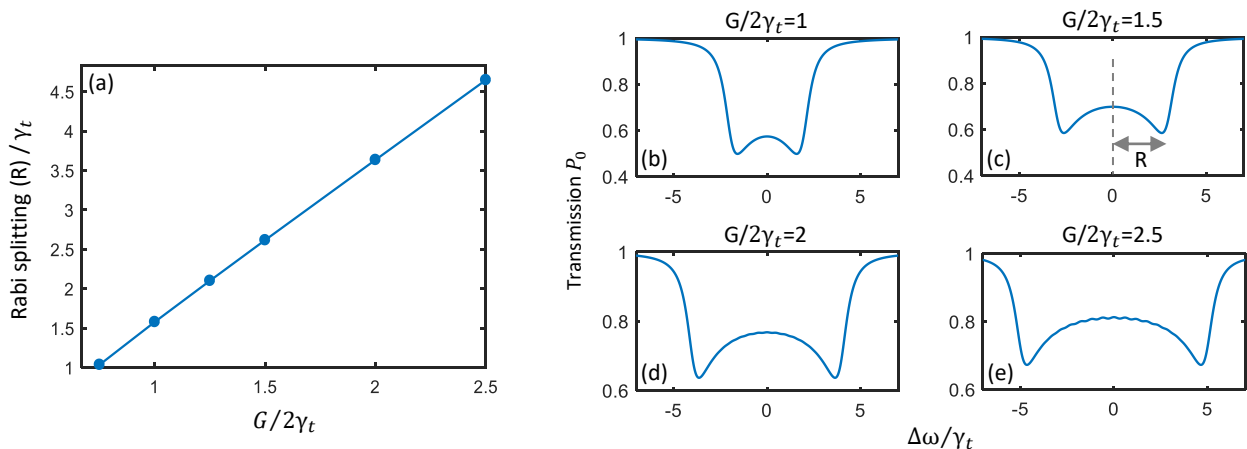 (a)
Rabi splitting (R) / γₜ
4.5
4
3.5
3
2.5
2
1.5
1
1
1.5
2
2.5
G/2γₜ
Transmission P₀
G/2γₜ=1
1
0.8
0.6
0.4
(b)
-5
0
5
G/2γₜ=1.5
1
0.8
0.6
0.4
(c)
R
-5
0
5
G/2γₜ=2
1
0.8
0.6
(d)
-5
0
5
G/2γₜ=2.5
1
0.8
0.6
(e)
-5
0
5
Δω/γₜ